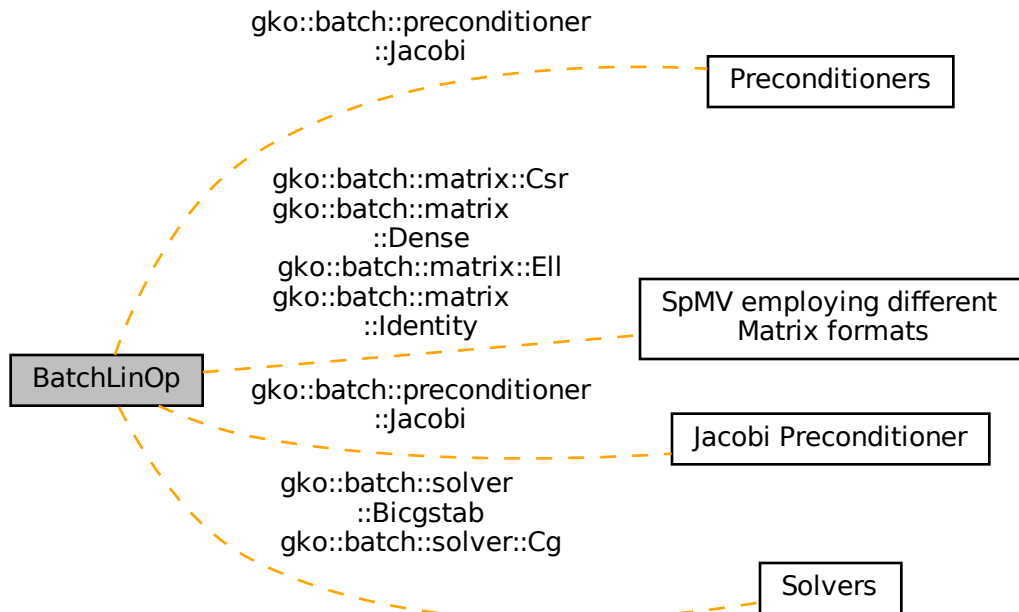 gko::batch::preconditioner
::Jacobi
Preconditioners
gko::batch::matrix::Csr
gko::batch::matrix
::Dense
gko::batch::matrix::Ell
gko::batch::matrix
::Identity
SpMV employing different
Matrix formats
BatchLinOp
gko::batch::preconditioner
::Jacobi
Jacobi Preconditioner
gko::batch::solver
::Bicgstab
gko::batch::solver::Cg
Solvers